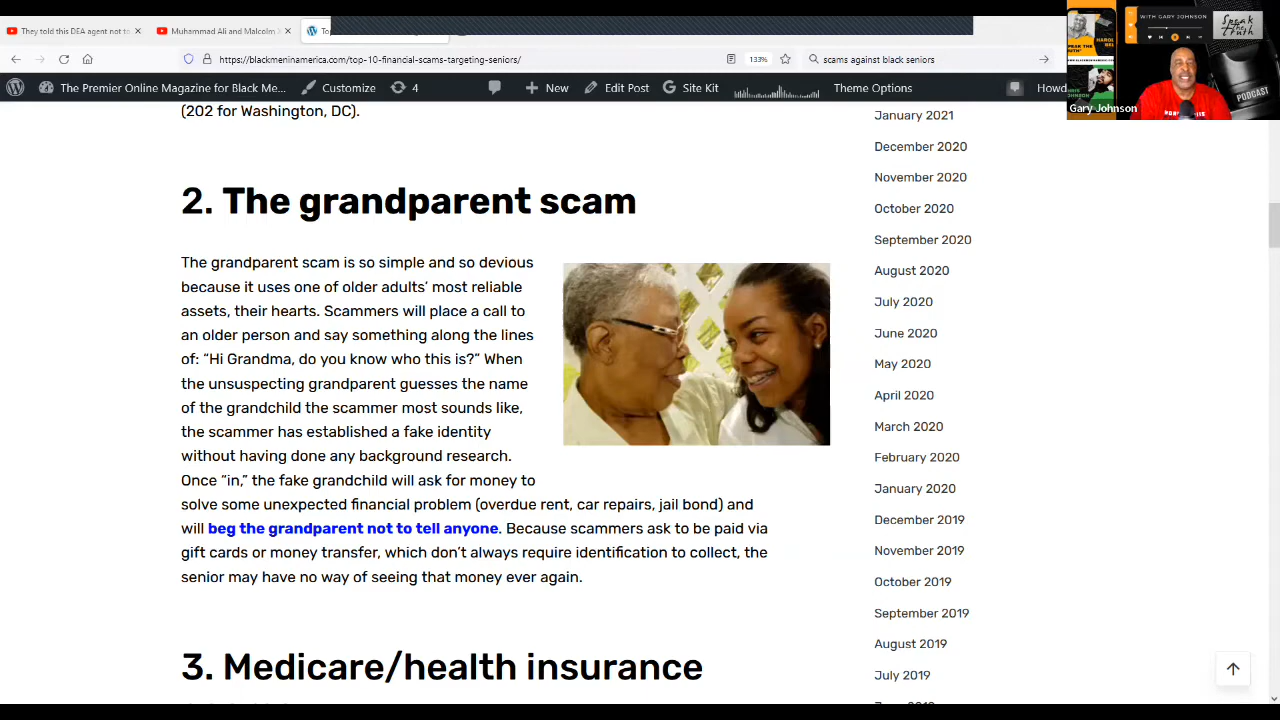 They told this DEA agent not to
Muhammad Ali and Malcolm X
To
https://blackmeninamerica.com/
-scams-targeting-seniors/
133%
scams against black seniors
The Premier Online Magazine for Black Me...
Customize
4
New
Edit Post
Site Kit
Theme Options
Howd
WITH GARY JOHNSON
Speak
the
Truth
PODCAST
Gary Johnson
(202 for Washington, DC).
2. The grandparent scam
The grandparent scam is so simple and so devious
because it uses one of older adults’ most reliable
assets, their hearts. Scammers will place a call to
an older person and say something along the lines
of: “Hi Grandma, do you know who this is?” When
the unsuspecting grandparent guesses the name
of the grandchild the scammer most sounds like,
the scammer has established a fake identity
without having done any background research.
Once “in,” the fake grandchild will ask for money to
solve some unexpected financial problem (overdue rent, car repairs, jail bond) and
will beg the grandparent not to tell anyone. Because scammers ask to be paid via
gift cards or money transfer, which don’t always require identification to collect, the
senior may have no way of seeing that money ever again.
3. Medicare/health insurance
January 2021
December 2020
November 2020
October 2020
September 2020
August 2020
July 2020
June 2020
May 2020
April 2020
March 2020
February 2020
January 2020
December 2019
November 2019
October 2019
September 2019
August 2019
July 2019